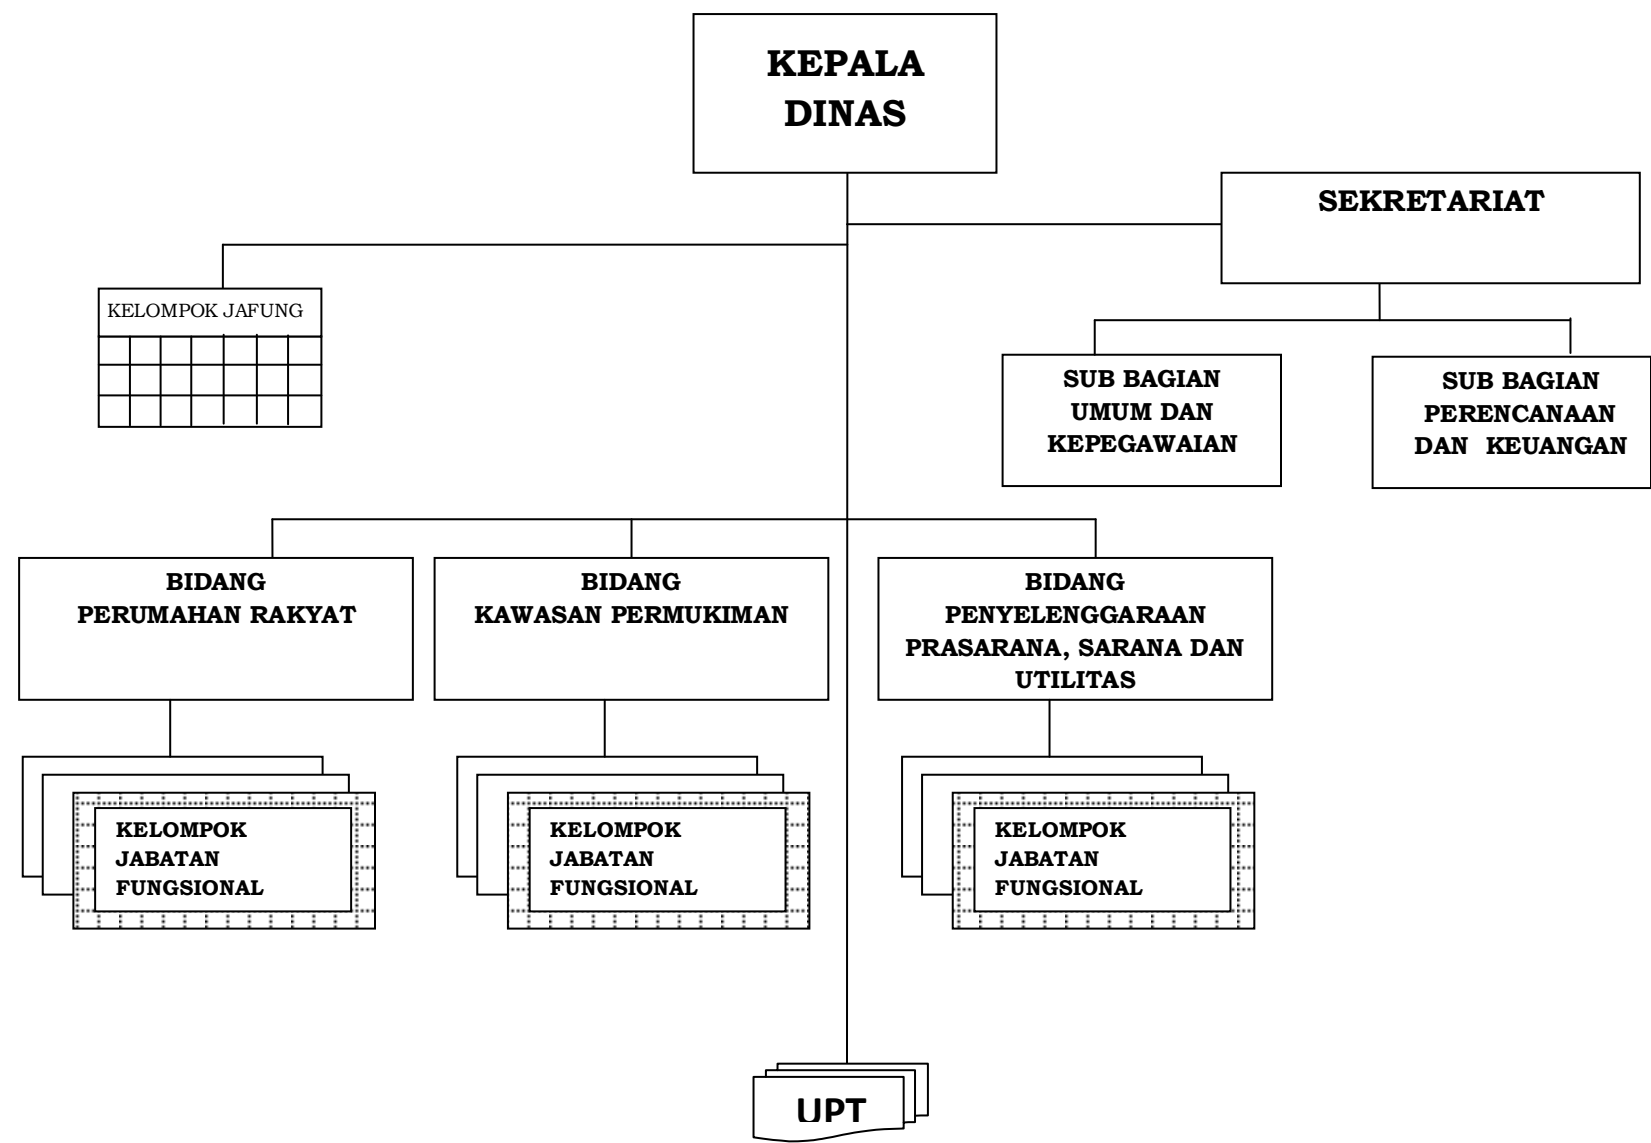 KEPALA
DINAS
SEKRETARIAT
KELOMPOK JAFUNG
SUB BAGIAN
UMUM DAN
KEPEGAWAIAN
SUB BAGIAN
PERENCANAAN
DAN KEUANGAN
BIDANG
PERUMAHAN RAKYAT
BIDANG
KAWASAN PERMUKIMAN
BIDANG
PENYELENGGARAAN
PRASARANA, SARANA DAN
UTILITAS
KELOMPOK
JABATAN
FUNGSIONAL
KELOMPOK
JABATAN
FUNGSIONAL
KELOMPOK
JABATAN
FUNGSIONAL
UPT